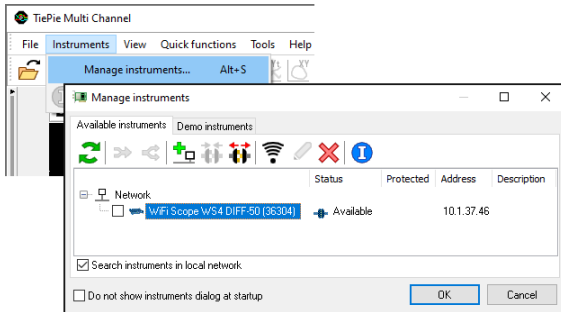 TiePie Multi Channel
File Instruments View Quick functions Tools Help
Manage instruments... Alt+S
Yt XY
Manage instruments
Available instruments Demo instruments
Status Protected Address Description
Network
WiFi Scope WS4 DIFF-50 (36304) Available 10.1.37.46
Search instruments in local network
Do not show instruments dialog at startup OK Cancel